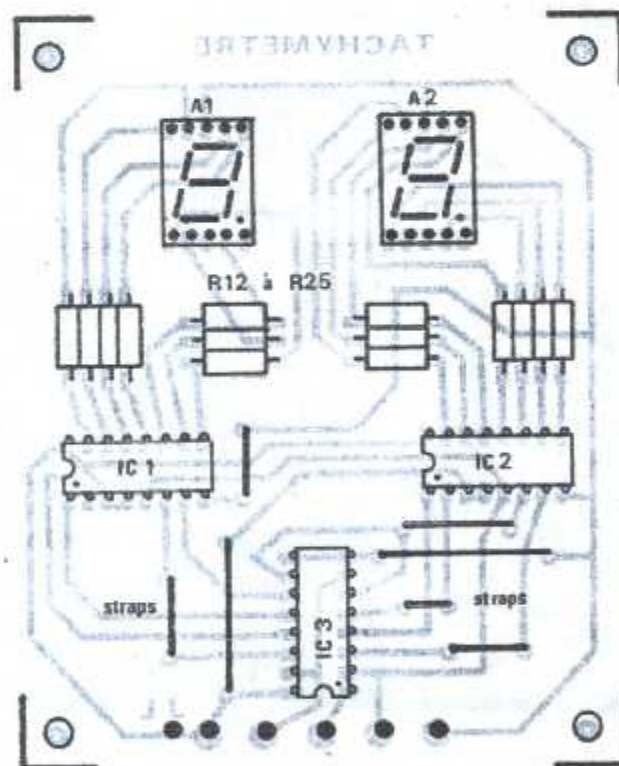 TACHYMETRE
A1
A2
R12 à R25
IC 1
IC 2
straps
straps
IC 3